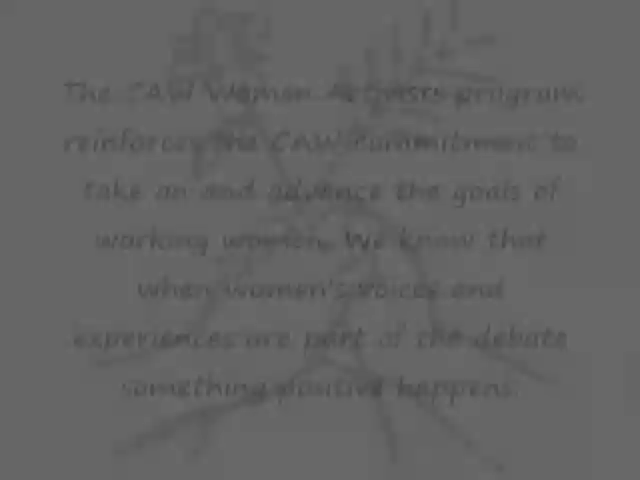 The CAW Women Activists program
reinforces the CAW commitment to
take on and advance the goals of
working women. We know that
when women's voices and
experiences are part of the debate
something positive happens.